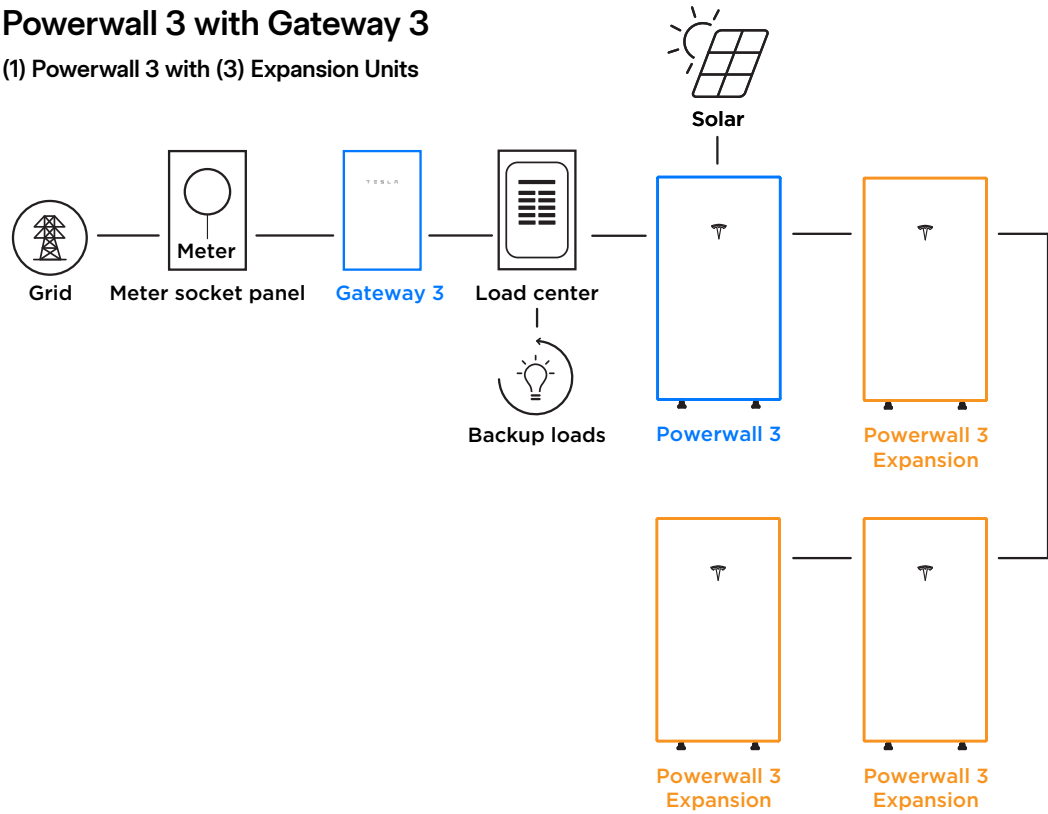 Powerwall 3 with Gateway 3
(1) Powerwall 3 with (3) Expansion Units
Solar
TESLA
Meter
Grid
Meter socket panel
Gateway 3
Load center
Backup loads
Powerwall 3
Powerwall 3
Expansion
Powerwall 3
Expansion
Powerwall 3
Expansion